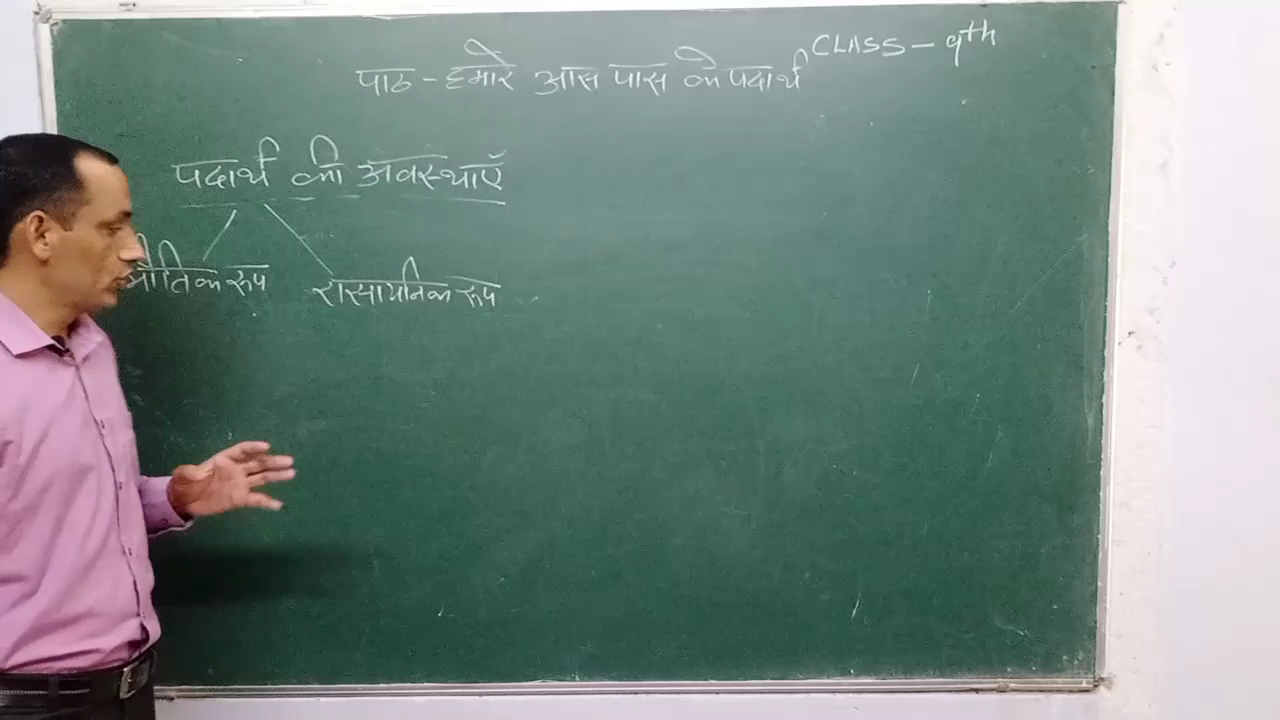 CLASS - 9th
पाठ - हमारे आस पास के पदार्थ
पदार्थ की अवस्थाएँ
भौतिक रूप
रासायनिक रूप